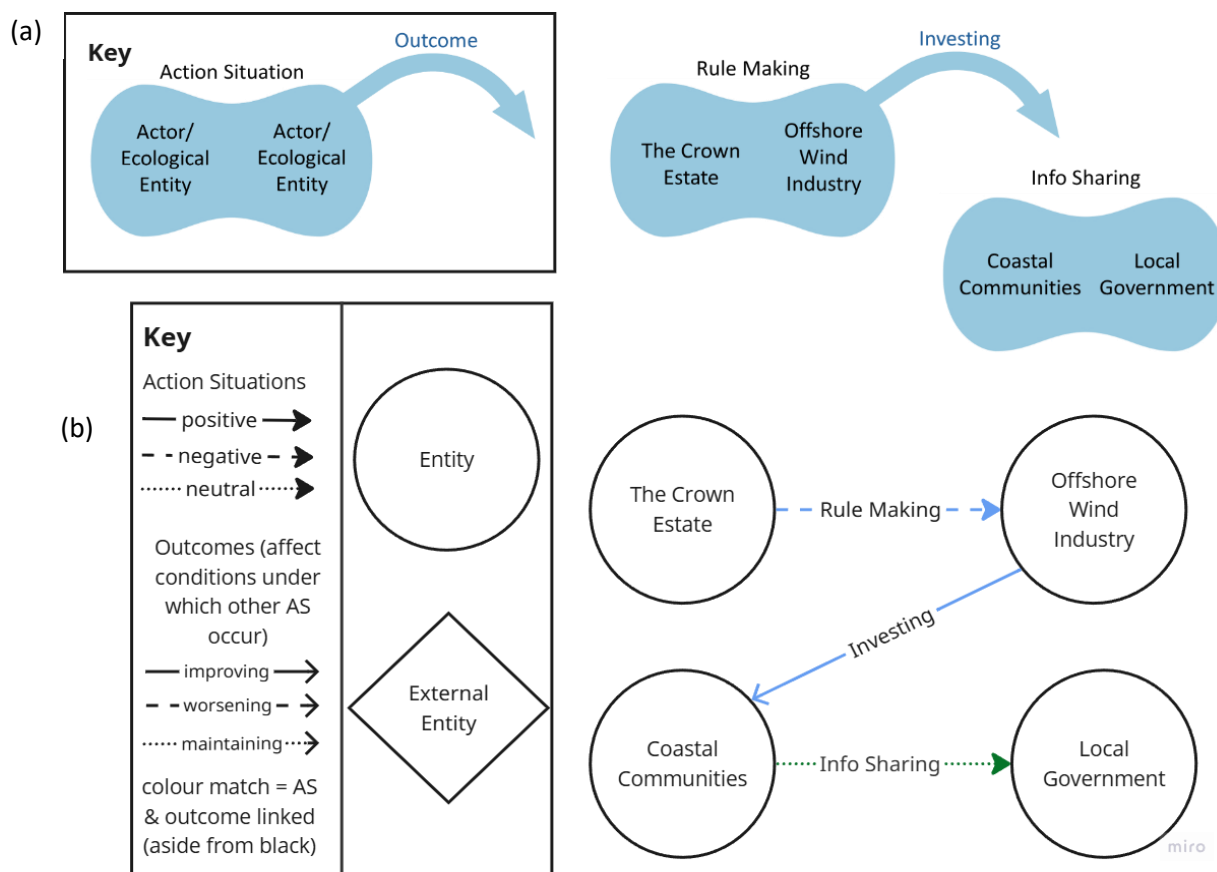 (a)
Key
Outcome
Action Situation
Actor/
Ecological
Entity
Actor/
Ecological
Entity
Investing
Rule Making
The Crown
Estate
Offshore
Wind
Industry
Info Sharing
Coastal
Communities
Local
Government
(b)
Key
Action Situations
positive
negative
neutral
Outcomes (affect
conditions under
which other AS
occur)
improving
worsening
maintaining
colour match = AS
& outcome linked
(aside from black)
Entity
External
Entity
The Crown
Estate
Rule Making
Offshore
Wind
Industry
Investing
Coastal
Communities
Info Sharing
Local
Government
miro